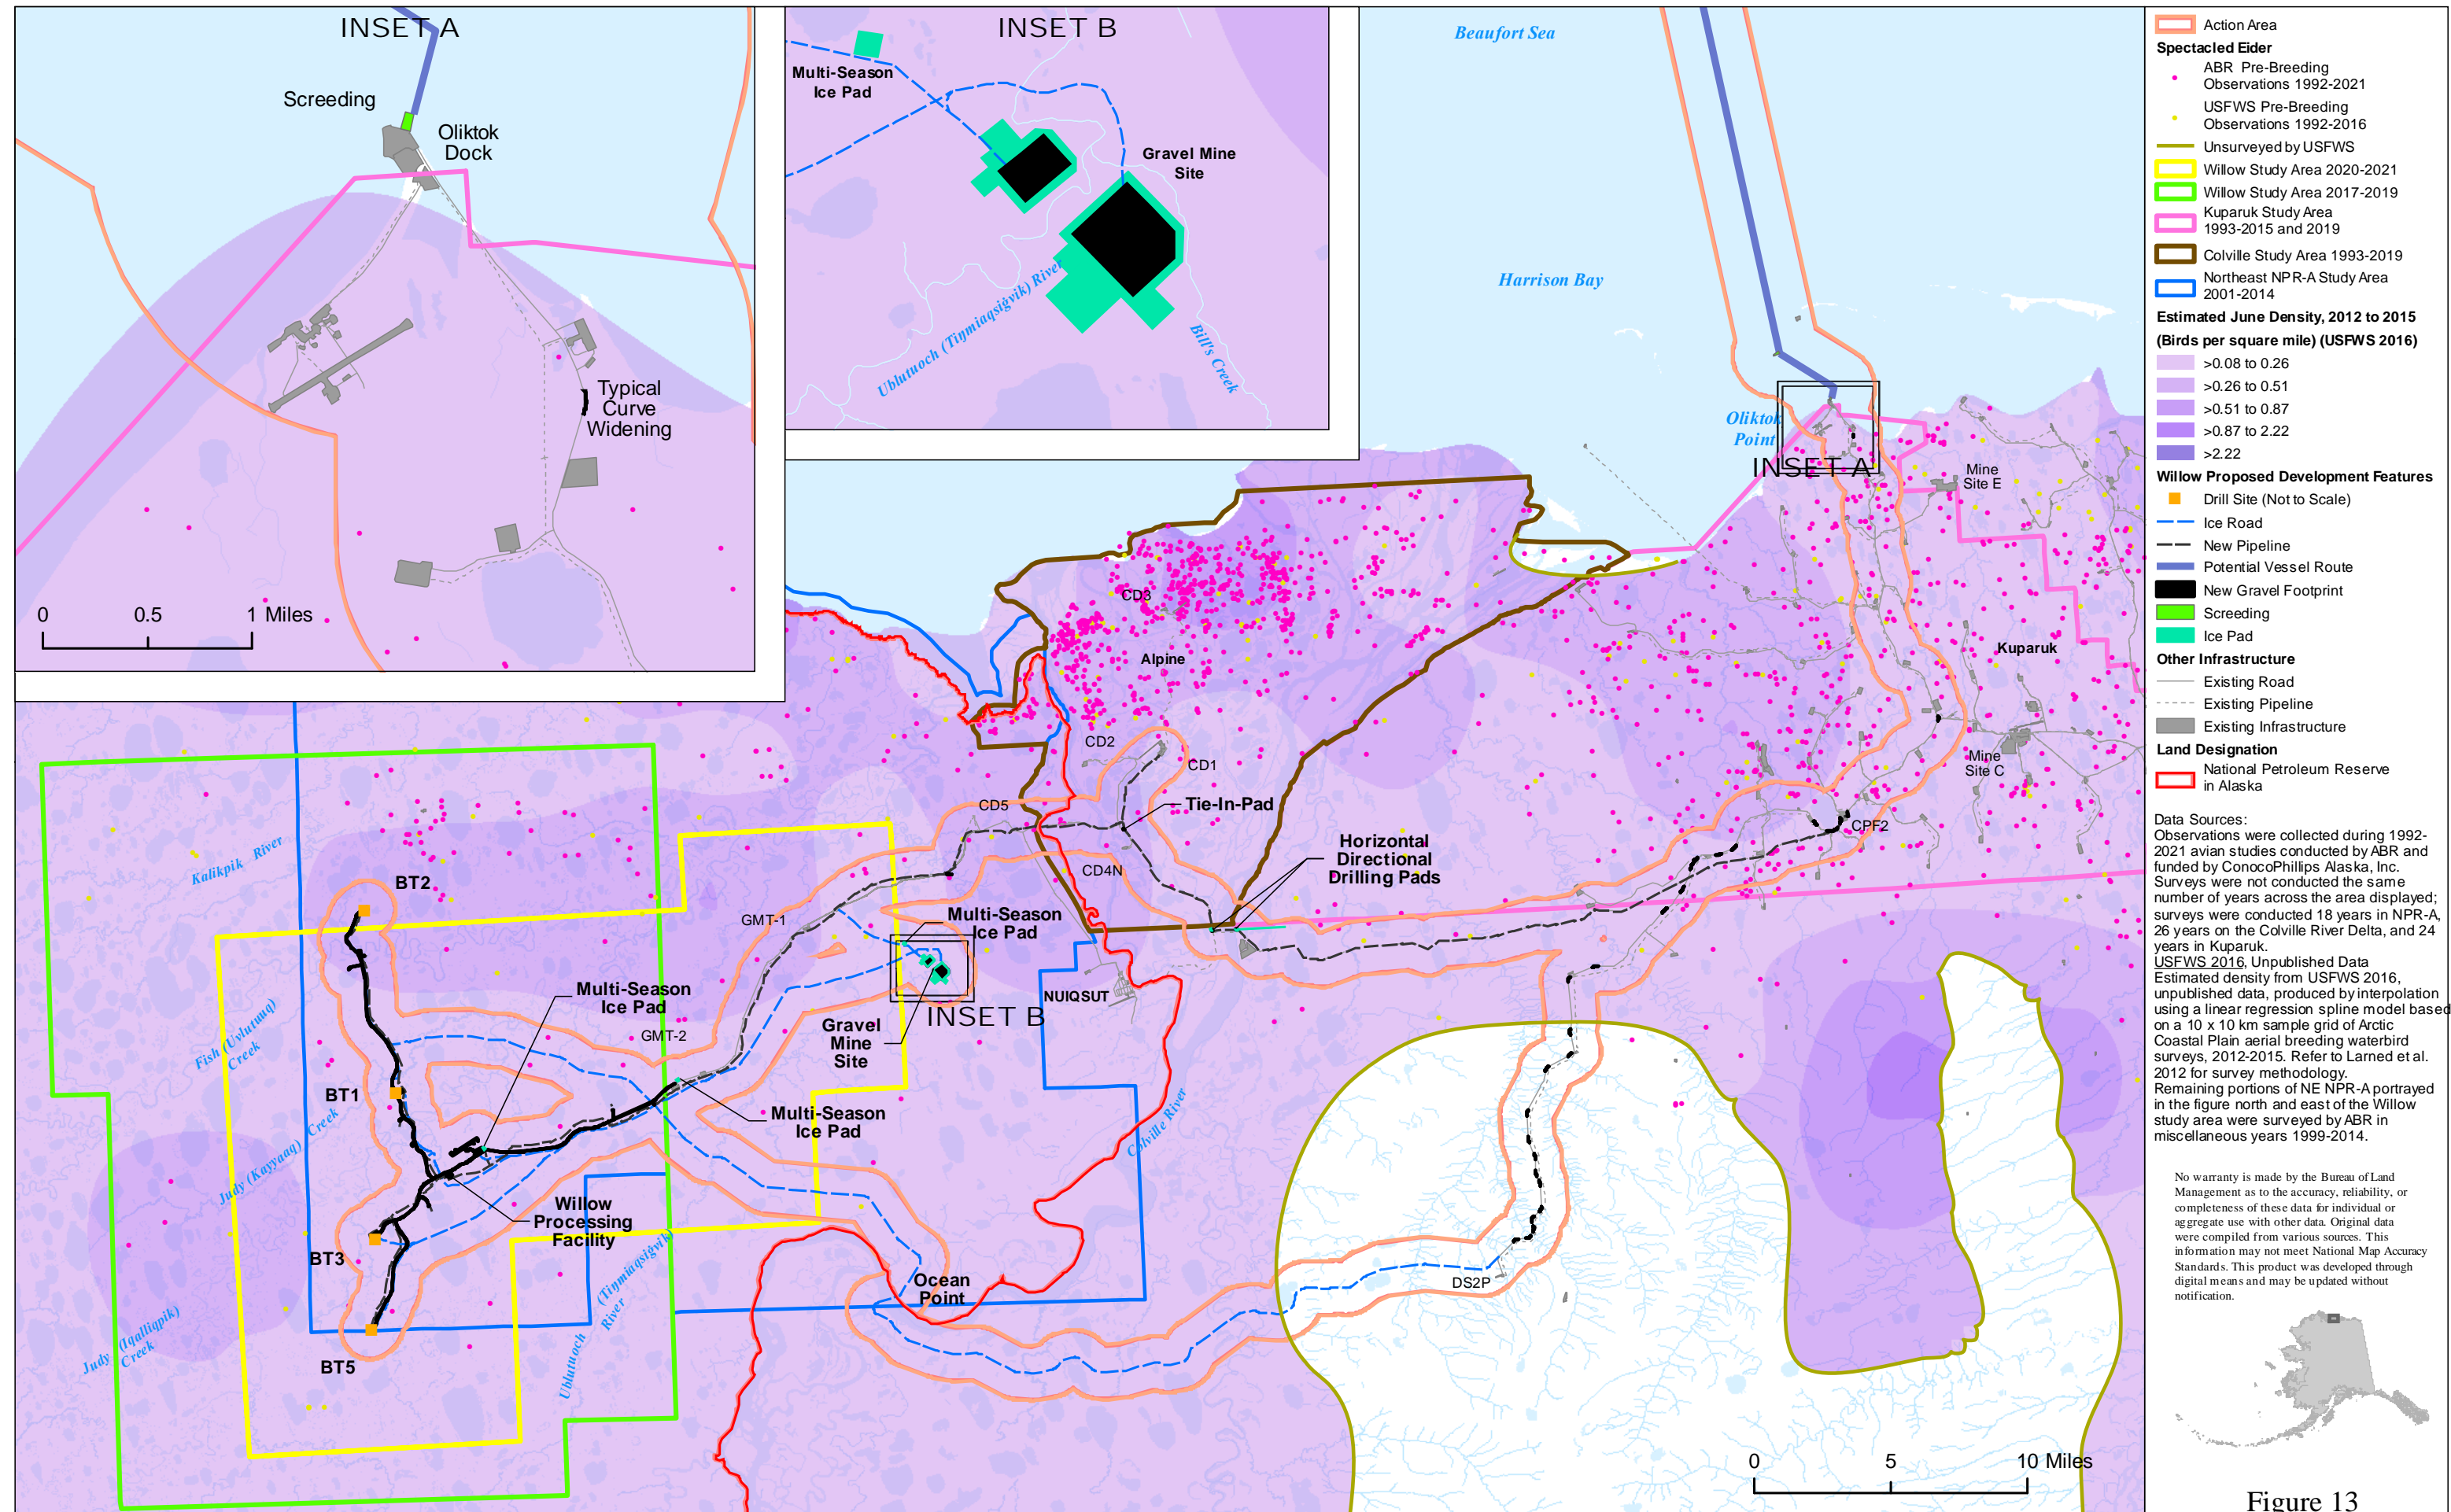 INSET A
Screeding
Oliktok
Dock
Typical
Curve
Widening
0 0.5 1 Miles
INSET B
Multi-Season
Ice Pad
Gravel Mine
Site
Ublutuoch (Tiŋmiaqsiġvik) River
Bill's Creek
Beaufort Sea
Harrison Bay
Oliktok
Point
INSET A
Mine
Site E
Kuparuk
Mine
Site C
CPF2
CD3
Alpine
CD2
CD1
CD5
Tie-In-Pad
CD4N
Horizontal
Directional
Drilling Pads
Kalikpik River
BT2
GMT-1
Multi-Season
Ice Pad
Multi-Season
Ice Pad
NUIQSUT
INSET B
Gravel
Mine
Site
GMT-2
Fish (Uvlutuuq)
Creek
BT1
Judy (Kayyaaq) Creek
Multi-Season
Ice Pad
Colville River
Willow
Processing
Facility
BT3
Ublutuoch (Tiŋmiaqsiġvik)
River
Ocean
Point
DS2P
Judy (Iqalliqpik)
Creek
BT5
0 5 10 Miles
Action Area
Spectacled Eider
ABR Pre-Breeding
Observations 1992-2021
USFWS Pre-Breeding
Observations 1992-2016
Unsurveyed by USFWS
Willow Study Area 2020-2021
Willow Study Area 2017-2019
Kuparuk Study Area
1993-2015 and 2019
Colville Study Area 1993-2019
Northeast NPR-A Study Area
2001-2014
Estimated June Density, 2012 to 2015
(Birds per square mile) (USFWS 2016)
>0.08 to 0.26
>0.26 to 0.51
>0.51 to 0.87
>0.87 to 2.22
>2.22
Willow Proposed Development Features
Drill Site (Not to Scale)
Ice Road
New Pipeline
Potential Vessel Route
New Gravel Footprint
Screeding
Ice Pad
Other Infrastructure
Existing Road
Existing Pipeline
Existing Infrastructure
Land Designation
National Petroleum Reserve
in Alaska
Data Sources:
Observations were collected during 1992-
2021 avian studies conducted by ABR and
funded by ConocoPhillips Alaska, Inc.
Surveys were not conducted the same
number of years across the area displayed;
surveys were conducted 18 years in NPR-A,
26 years on the Colville River Delta, and 24
years in Kuparuk.
USFWS 2016, Unpublished Data
Estimated density from USFWS 2016,
unpublished data, produced by interpolation
using a linear regression spline model based
on a 10 x 10 km sample grid of Arctic
Coastal Plain aerial breeding waterbird
surveys, 2012-2015. Refer to Larned et al.
2012 for survey methodology.
Remaining portions of NE NPR-A portrayed
in the figure north and east of the Willow
study area were surveyed by ABR in
miscellaneous years 1999-2014.
No warranty is made by the Bureau of Land
Management as to the accuracy, reliability, or
completeness of these data for individual or
aggregate use with other data. Original data
were compiled from various sources. This
information may not meet National Map Accuracy
Standards. This product was developed through
digital means and may be updated without
notification.
Figure 13